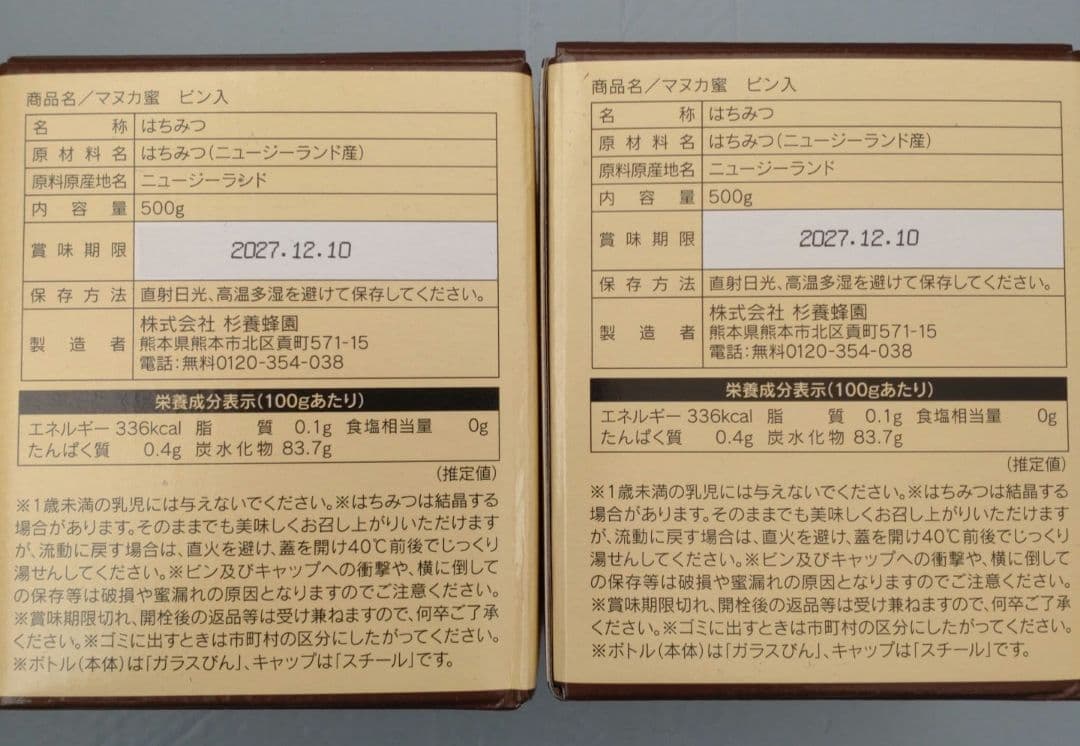 商品名／マヌカ蜜 ビン入
名称 はちみつ
原材料名 はちみつ(ニュージーランド産)
原料原産地名 ニュージーランド
内容量 500g
賞味期限 2027.12.10
保存方法 直射日光、高温多湿を避けて保存してください。
製造者 株式会社 杉養蜂園
熊本県熊本市北区貢町571-15
電話:無料0120-354-038
栄養成分表示(100gあたり)
エネルギー 336kcal 脂質 0.1g 食塩相当量 0g
たんぱく質 0.4g 炭水化物 83.7g
(推定値)
※1歳未満の乳児には与えないでください。※はちみつは結晶する
場合があります。そのままでも美味しくお召し上がりいただけます
が、流動に戻す場合は、直火を避け、蓋を開け40℃前後でじっくり
湯せんしてください。※ビン及びキャップへの衝撃や、横に倒して
の保存等は破損や蜜漏れの原因となりますのでご注意ください。
※賞味期限切れ、開栓後の返品等は受け兼ねますので、何卒ご了承
ください。※ゴミに出すときは市町村の区分にしたがってください。
※ボトル(本体)は「ガラスびん」、キャップは「スチール」です。
商品名／マヌカ蜜 ビン入
名称 はちみつ
原材料名 はちみつ(ニュージーランド産)
原料原産地名 ニュージーランド
内容量 500g
賞味期限 2027.12.10
保存方法 直射日光、高温多湿を避けて保存してください。
製造者 株式会社 杉養蜂園
熊本県熊本市北区貢町571-15
電話:無料0120-354-038
栄養成分表示(100gあたり)
エネルギー 336kcal 脂質 0.1g 食塩相当量 0g
たんぱく質 0.4g 炭水化物 83.7g
(推定値)
※1歳未満の乳児には与えないでください。※はちみつは結晶する
場合があります。そのままでも美味しくお召し上がりいただけます
が、流動に戻す場合は、直火を避け、蓋を開け40℃前後でじっくり
湯せんしてください。※ビン及びキャップへの衝撃や、横に倒して
の保存等は破損や蜜漏れの原因となりますのでご注意ください。
※賞味期限切れ、開栓後の返品等は受け兼ねますので、何卒ご了承
ください。※ゴミに出すときは市町村の区分にしたがってください。
※ボトル(本体)は「ガラスびん」、キャップは「スチール」です。